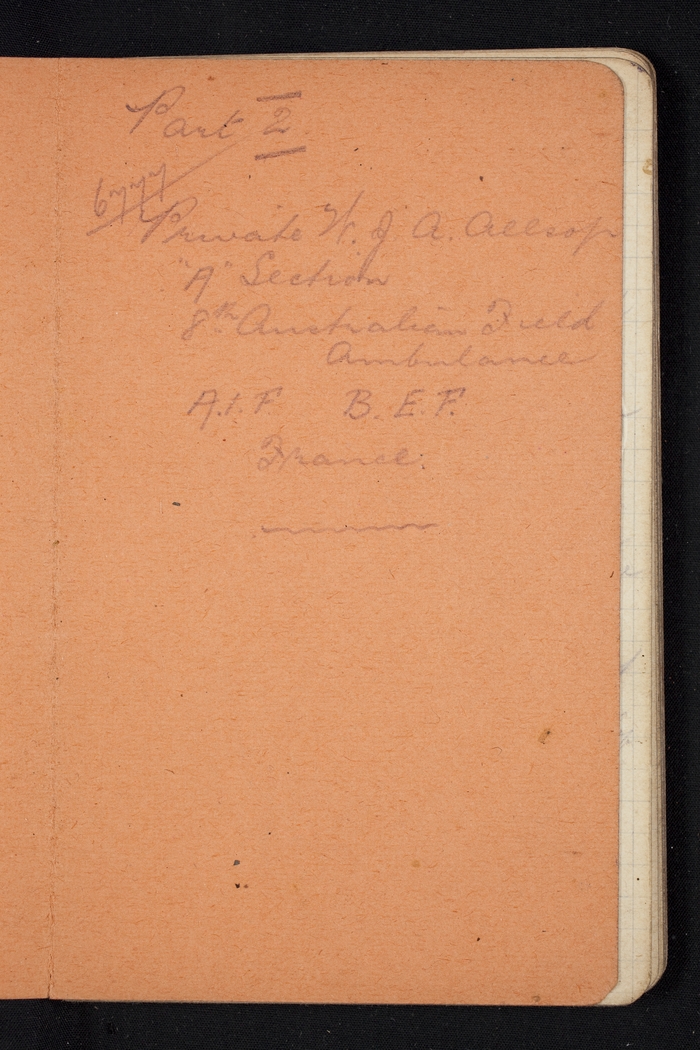 Part 2
6777
Private W. J. A. Allsop
"A" Section
8th Australian Field
Ambulance
A.I.F. B.E.F.
France.